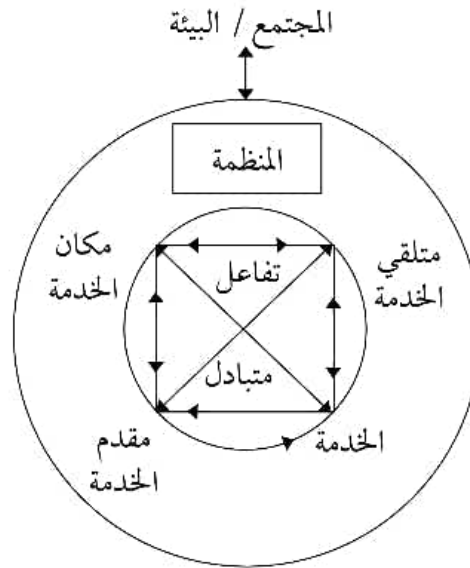 المجتمع / البيئة
المنظمة
متلقي
الخدمة
مكان
الخدمة
تفاعل
متبادل
الخدمة
مقدم
الخدمة